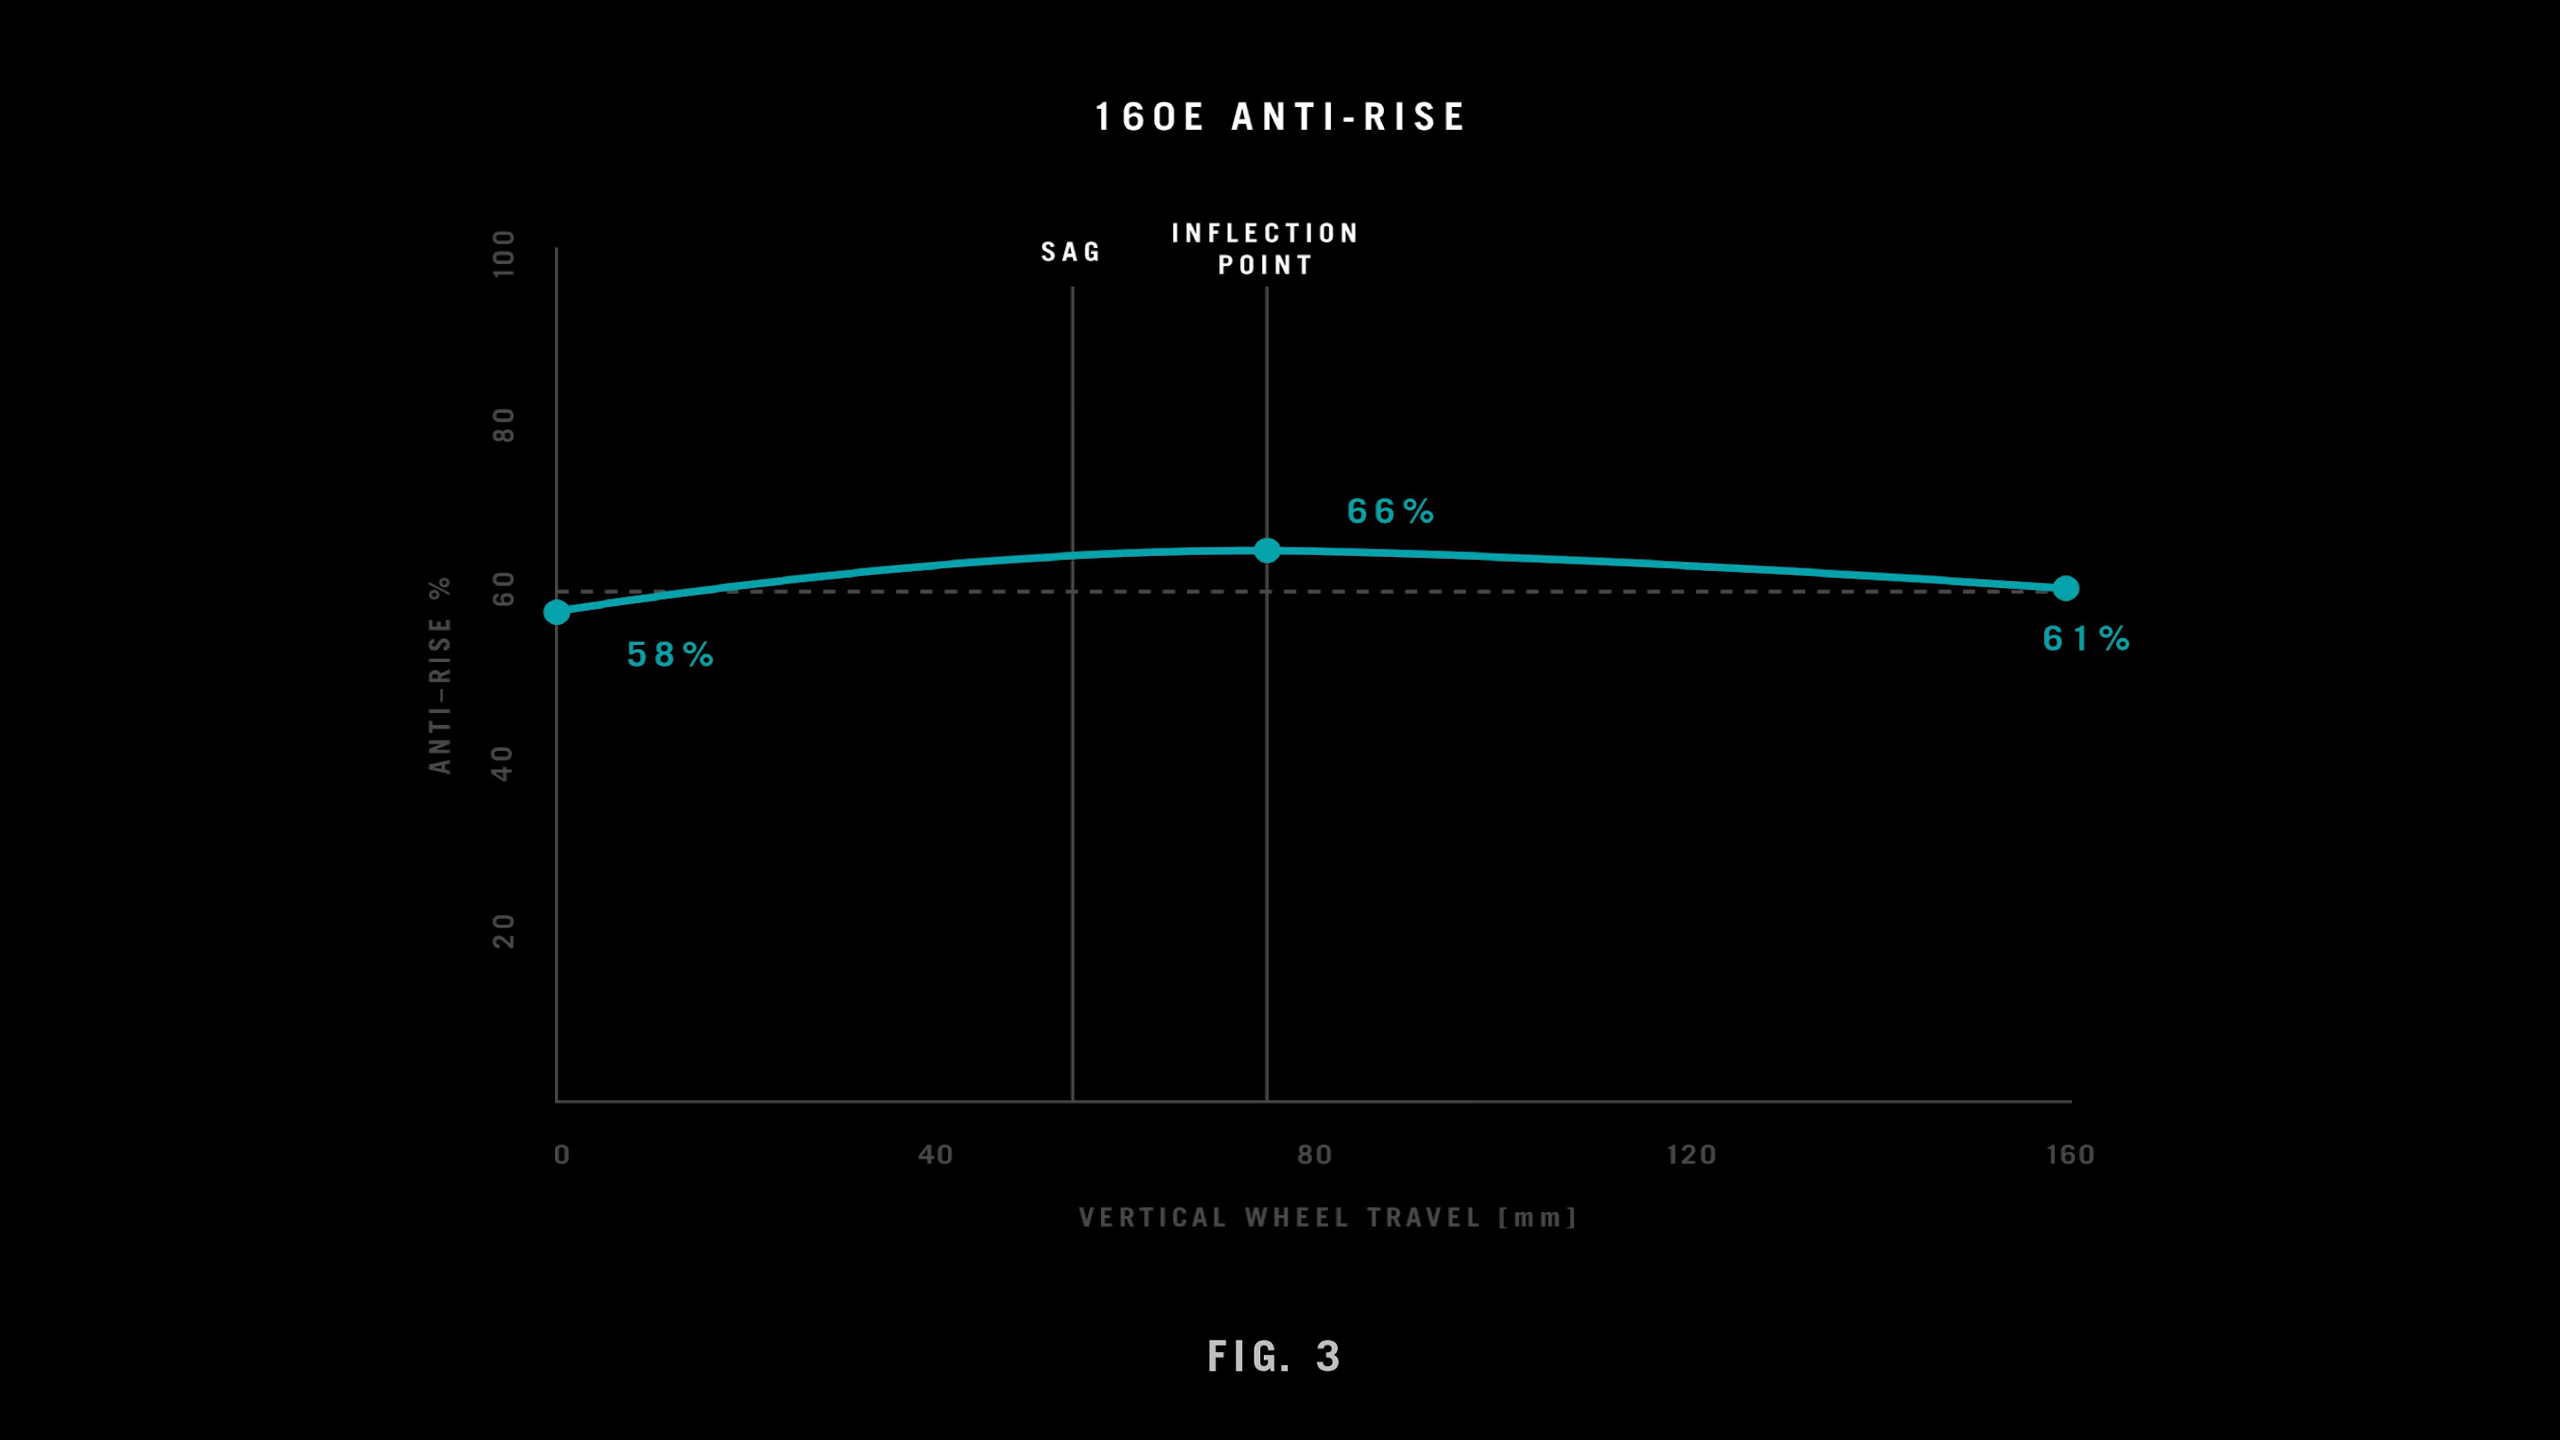 160E ANTI-RISE
SAG
INFLECTION
POINT
100
80
60
40
20
ANTI-RISE %
66%
58%
61%
0
40
80
120
160
VERTICAL WHEEL TRAVEL [mm]
FIG. 3